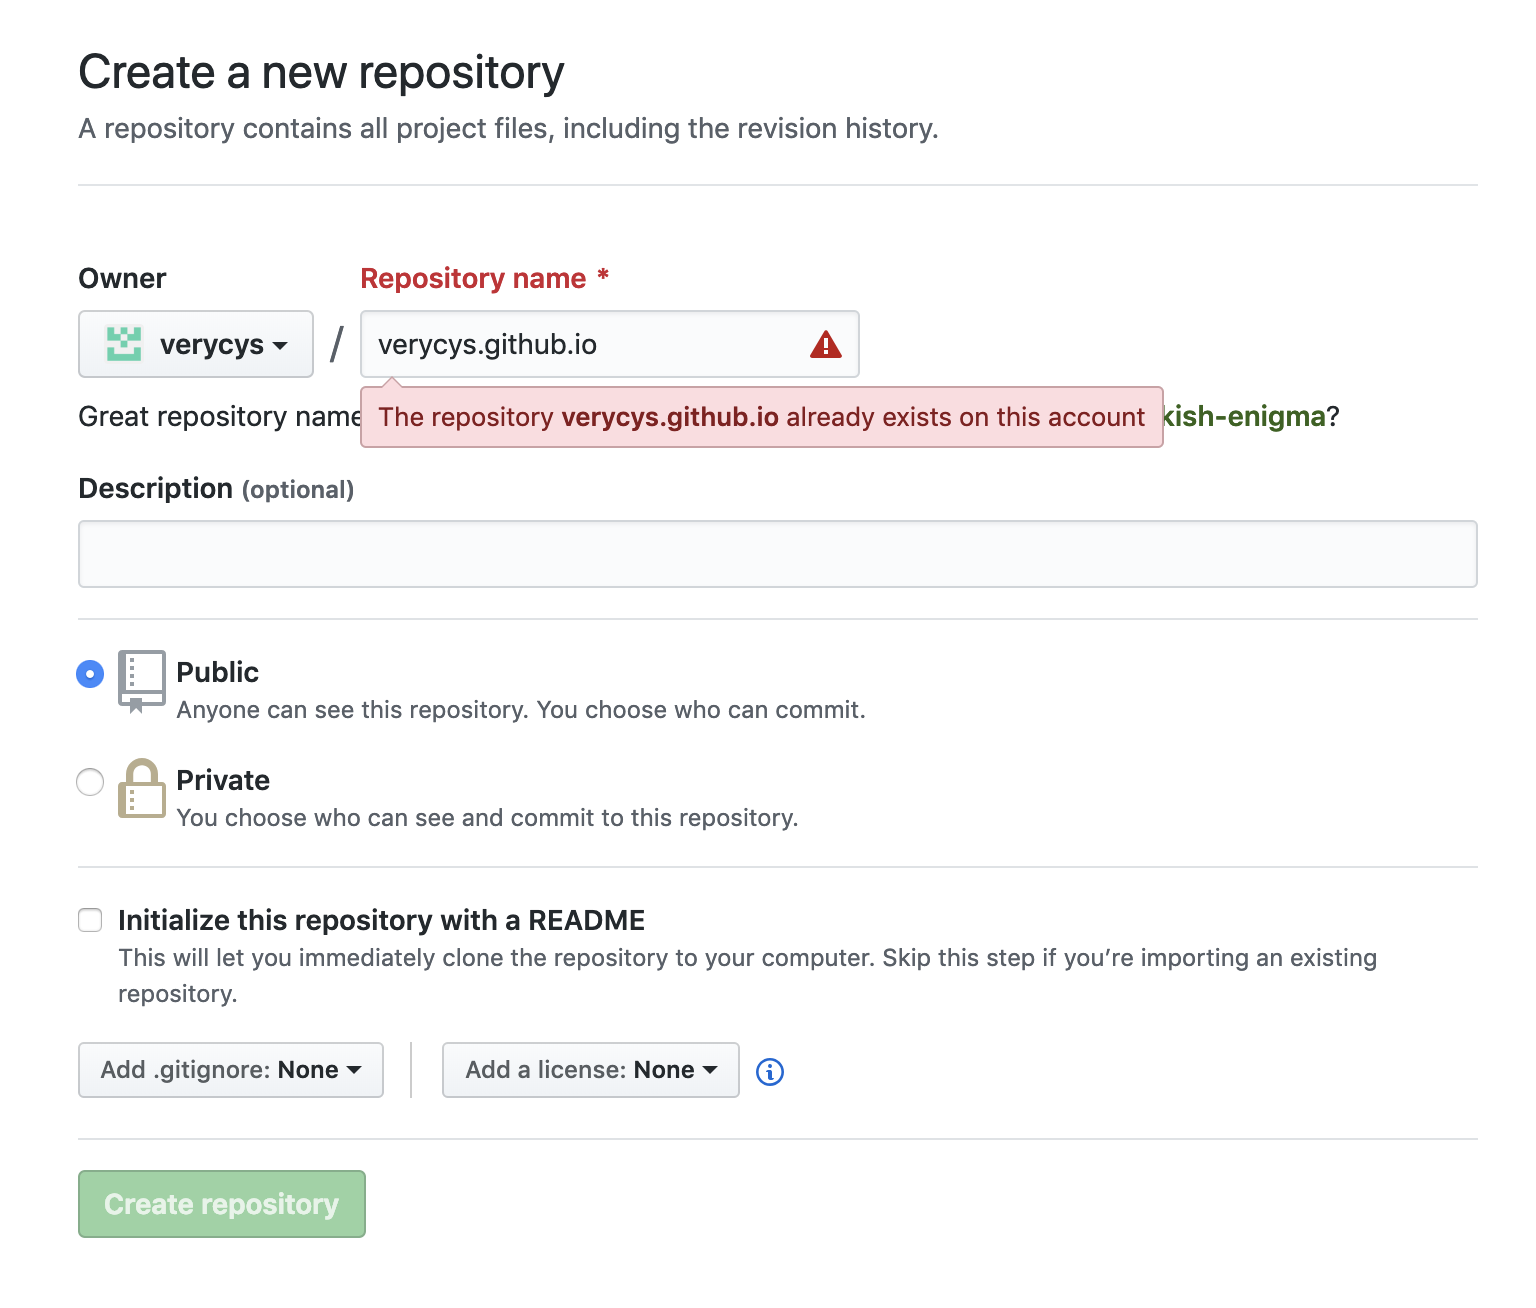 Create a new repository
A repository contains all project files, including the revision history.
Owner
Repository name *
verycys
/
verycys.github.io
Great repository name
The repository verycys.github.io already exists on this account
kish-enigma?
Description (optional)
Public
Anyone can see this repository. You choose who can commit.
Private
You choose who can see and commit to this repository.
Initialize this repository with a README
This will let you immediately clone the repository to your computer. Skip this step if you’re importing an existing
repository.
Add .gitignore: None
Add a license: None
Create repository